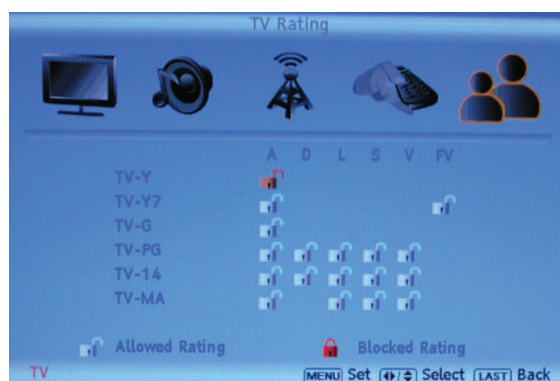 TV Rating
A D L S V FV
TV-Y
TV-Y7
TV-G
TV-PG
TV-14
TV-MA
Allowed Rating Blocked Rating
TV MENU Set / Select LAST Back